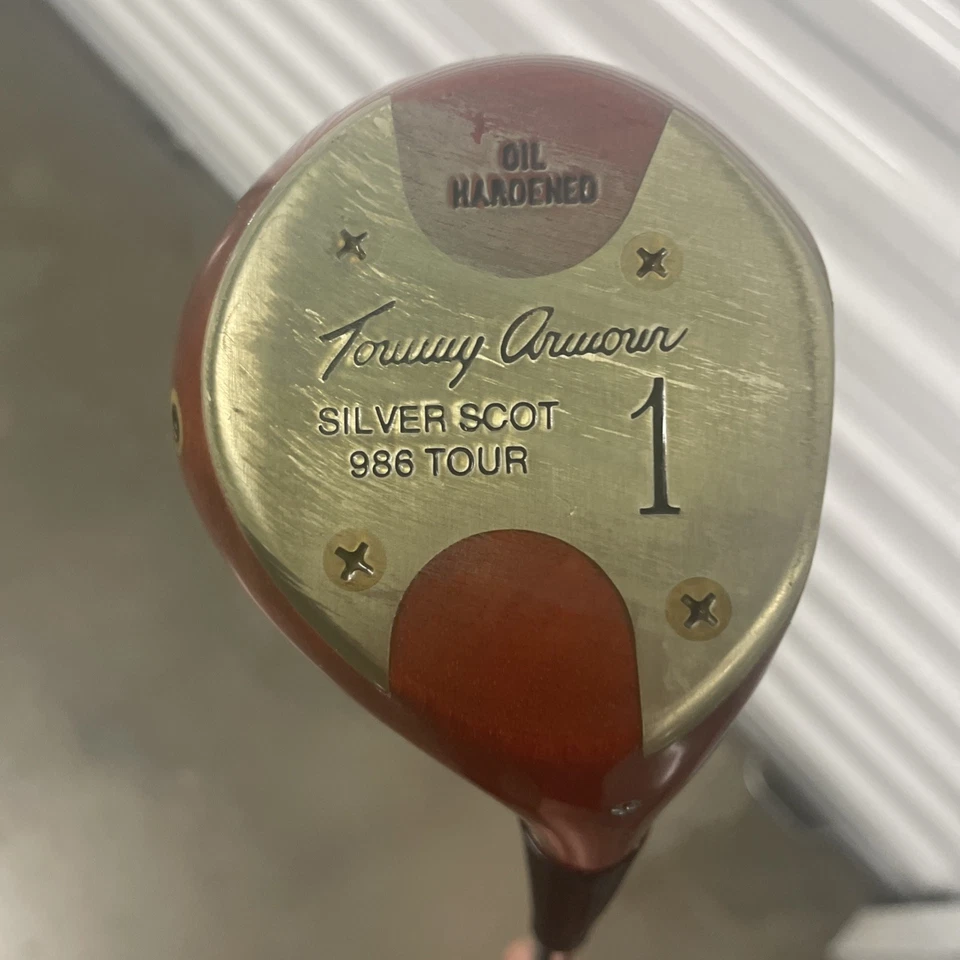 OIL
HARDENED
Tommy Armour
SILVER SCOT
986 TOUR
1